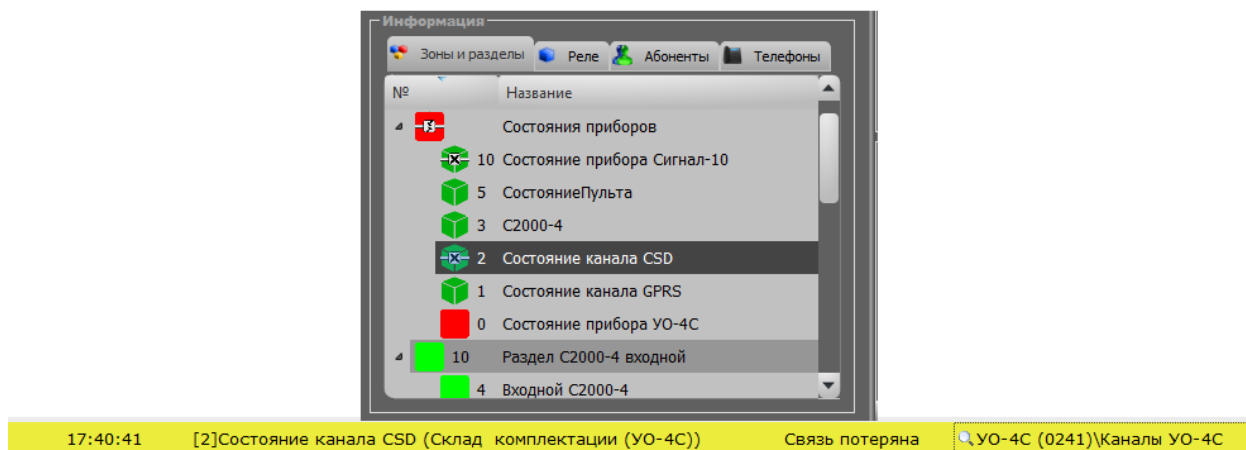 Информация
Зоны и разделы Реле Абоненты Телефоны
№ Название
Состояния приборов
10 Состояние прибора Сигнал-10
5 СостояниеПульта
3 С2000-4
2 Состояние канала CSD
1 Состояние канала GPRS
0 Состояние прибора УО-4С
10 Раздел С2000-4 входной
4 Входной С2000-4
17:40:41 [2]Состояние канала CSD (Склад комплектации (УО-4С)) Связь потеряна УО-4С (0241)\Каналы УО-4С